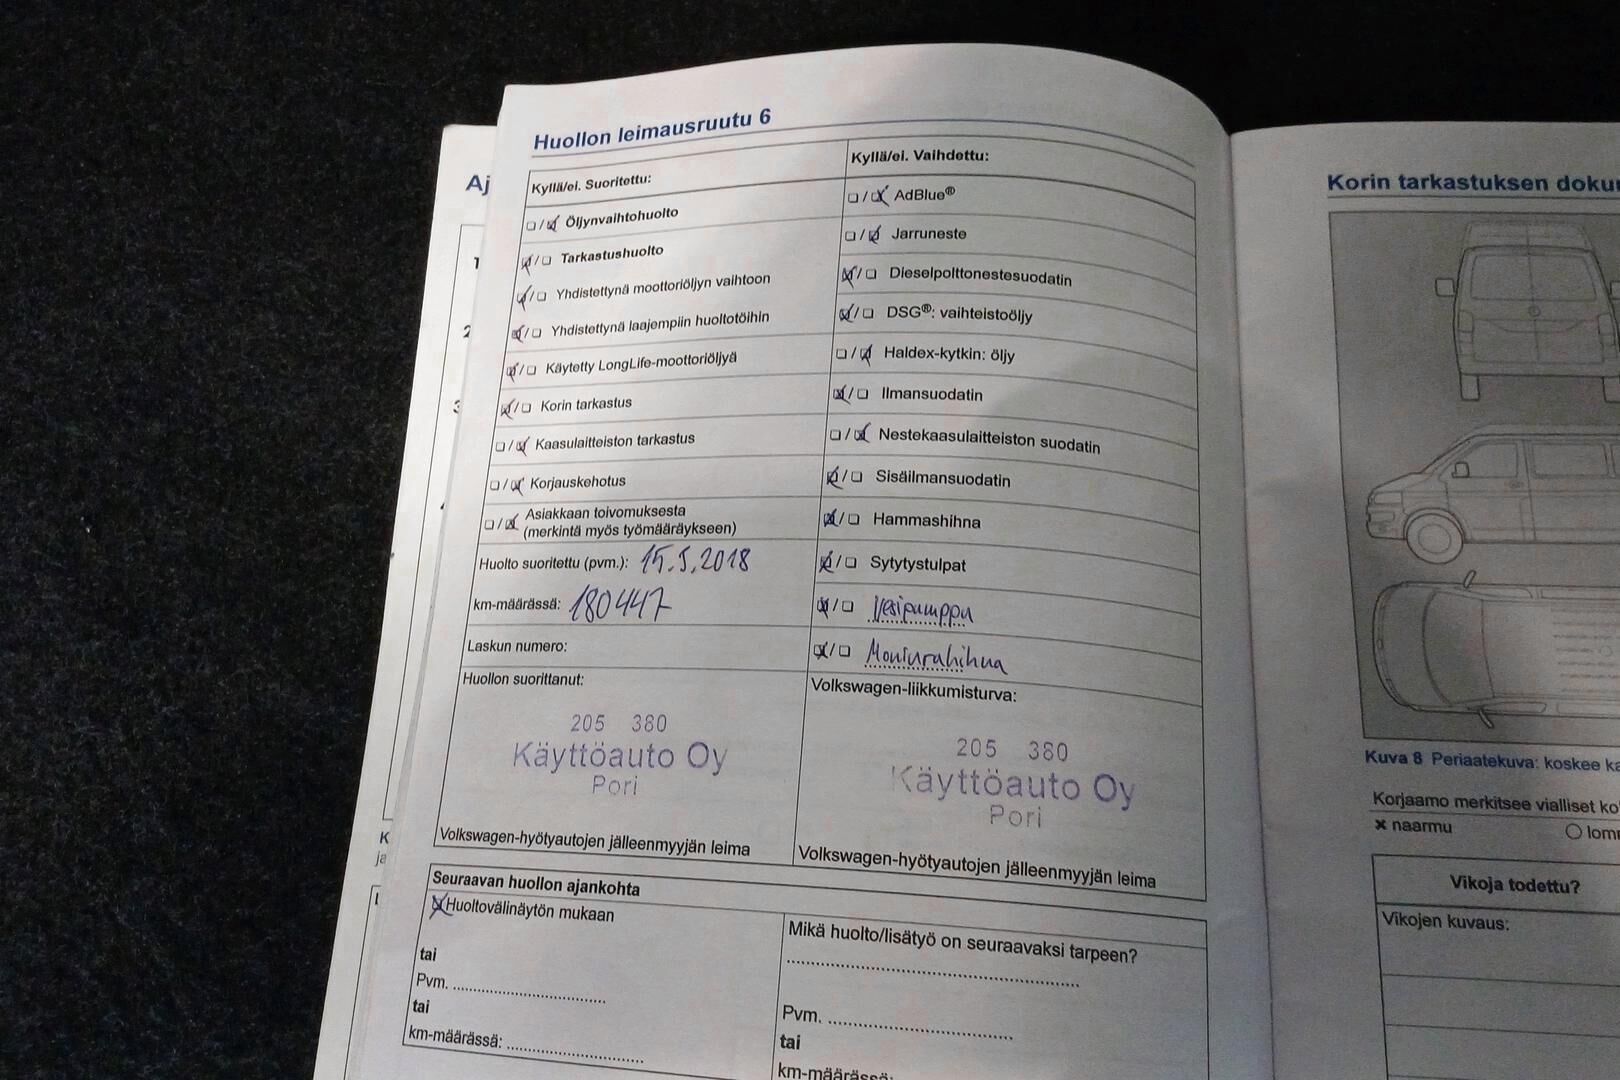 Huollon leimausruutu 6
Kyllä/ei. Suoritettu:
☐/☒ Öljynvaihtohuolto
☒/☐ Tarkastushuolto
☒/☐ Yhdistettynä moottoriöljyn vaihtoon
☒/☐ Yhdistettynä laajempiin huoltotöihin
☒/☐ Käytetty LongLife-moottoriöljyä
☒/☐ Korin tarkastus
☐/☒ Kaasulaitteiston tarkastus
☐/☒ Korjauskehotus
☐/☒ Asiakkaan toivomuksesta
(merkintä myös työmääräykseen)
Huolto suoritettu (pvm.): 15.5.2018
km-määrässä: 180447
Laskun numero:
Huollon suorittanut:
205 380
Käyttöauto Oy
Pori
Volkswagen-hyötyautojen jälleenmyyjän leima
Kyllä/ei. Vaihdettu:
☐/☒ AdBlue®
☐/☒ Jarruneste
☒/☐ Dieselpolttonestesuodatin
☒/☐ DSG®: vaihteistoöljy
☐/☒ Haldex-kytkin: öljy
☒/☐ Ilmansuodatin
☐/☒ Nestekaasulaitteiston suodatin
☒/☐ Sisäilmansuodatin
☒/☐ Hammashihna
☒/☐ Sytytystulpat
☒/☐ Vesipumppu
☒/☐ Moniurahihna
Volkswagen-liikkumisturva:
205 380
Käyttöauto Oy
Pori
Volkswagen-hyötyautojen jälleenmyyjän leima
Seuraavan huollon ajankohta
☒ Huoltovälinäytön mukaan
tai
Pvm.
tai
km-määrässä:
Mikä huolto/lisätyö on seuraavaksi tarpeen?
Pvm.
tai
km-määrässä:
Aj
1
2
3
K
ja
Korin tarkastuksen doku
Kuva 8 Periaatekuva: koskee ka
Korjaamo merkitsee vialliset ko
✖ naarmu
○ lom
Vikoja todettu?
Vikojen kuvaus: